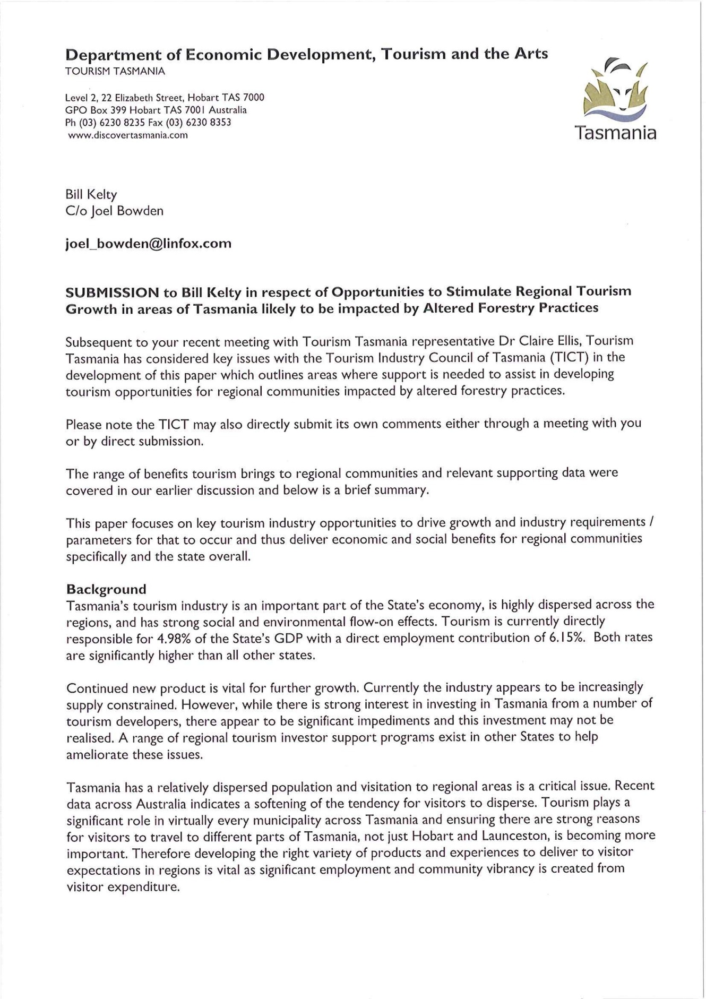 Department of Economic Development, Tourism and the Arts
TOURISM TASMANIA
Level 2, 22 Elizabeth Street, Hobart TAS 7000
GPO Box 399 Hobart TAS 7001 Australia
Ph (03) 6230 8235 Fax (03) 6230 8353
www.discovertasmania.com
Tasmania
Bill Kelty
C/o Joel Bowden
joel_bowden@linfox.com
SUBMISSION to Bill Kelty in respect of Opportunities to Stimulate Regional Tourism
Growth in areas of Tasmania likely to be impacted by Altered Forestry Practices
Subsequent to your recent meeting with Tourism Tasmania representative Dr Claire Ellis, Tourism
Tasmania has considered key issues with the Tourism Industry Council of Tasmania (TICT) in the
development of this paper which outlines areas where support is needed to assist in developing
tourism opportunities for regional communities impacted by altered forestry practices.
Please note the TICT may also directly submit its own comments either through a meeting with you
or by direct submission.
The range of benefits tourism brings to regional communities and relevant supporting data were
covered in our earlier discussion and below is a brief summary.
This paper focuses on key tourism industry opportunities to drive growth and industry requirements /
parameters for that to occur and thus deliver economic and social benefits for regional communities
specifically and the state overall.
Background
Tasmania's tourism industry is an important part of the State's economy, is highly dispersed across the
regions, and has strong social and environmental flow-on effects. Tourism is currently directly
responsible for 4.98% of the State's GDP with a direct employment contribution of 6.15%. Both rates
are significantly higher than all other states.
Continued new product is vital for further growth. Currently the industry appears to be increasingly
supply constrained. However, while there is strong interest in investing in Tasmania from a number of
tourism developers, there appear to be significant impediments and this investment may not be
realised. A range of regional tourism investor support programs exist in other States to help
ameliorate these issues.
Tasmania has a relatively dispersed population and visitation to regional areas is a critical issue. Recent
data across Australia indicates a softening of the tendency for visitors to disperse. Tourism plays a
significant role in virtually every municipality across Tasmania and ensuring there are strong reasons
for visitors to travel to different parts of Tasmania, not just Hobart and Launceston, is becoming more
important. Therefore developing the right variety of products and experiences to deliver to visitor
expectations in regions is vital as significant employment and community vibrancy is created from
visitor expenditure.